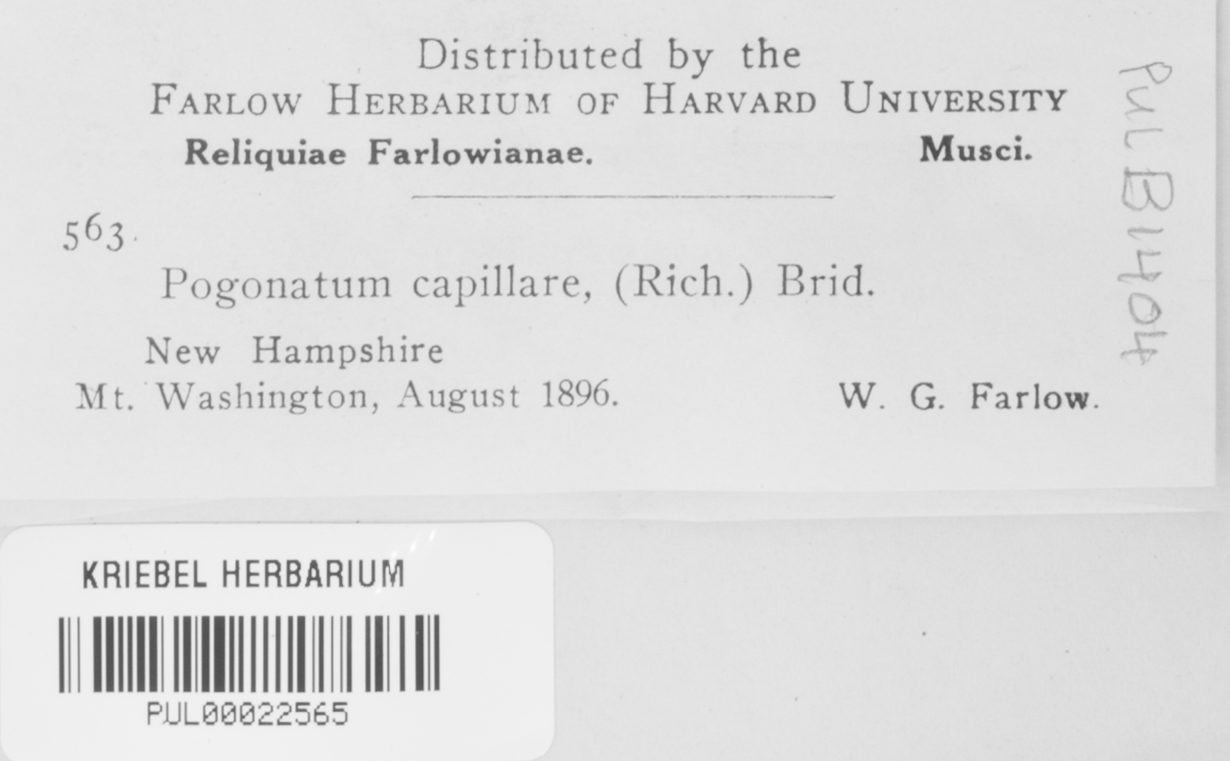 Distributed by the
FARLOW HERBARIUM OF HARVARD UNIVERSITY
Reliquiae Farlowianae. Musci.
563.
Pogonatum capillare, (Rich.) Brid.
New Hampshire
Mt. Washington, August 1896. W. G. Farlow.
PUL B1404
KRIEBEL HERBARIUM
PUL00022565